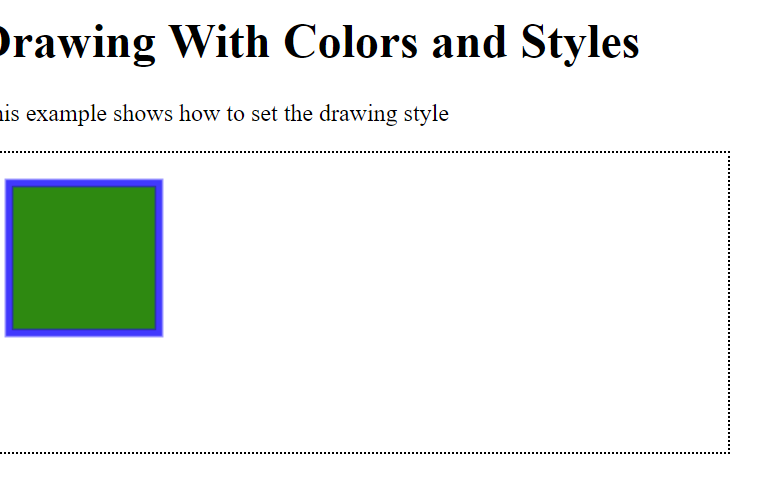 Drawing With Colors and Styles
his example shows how to set the drawing style